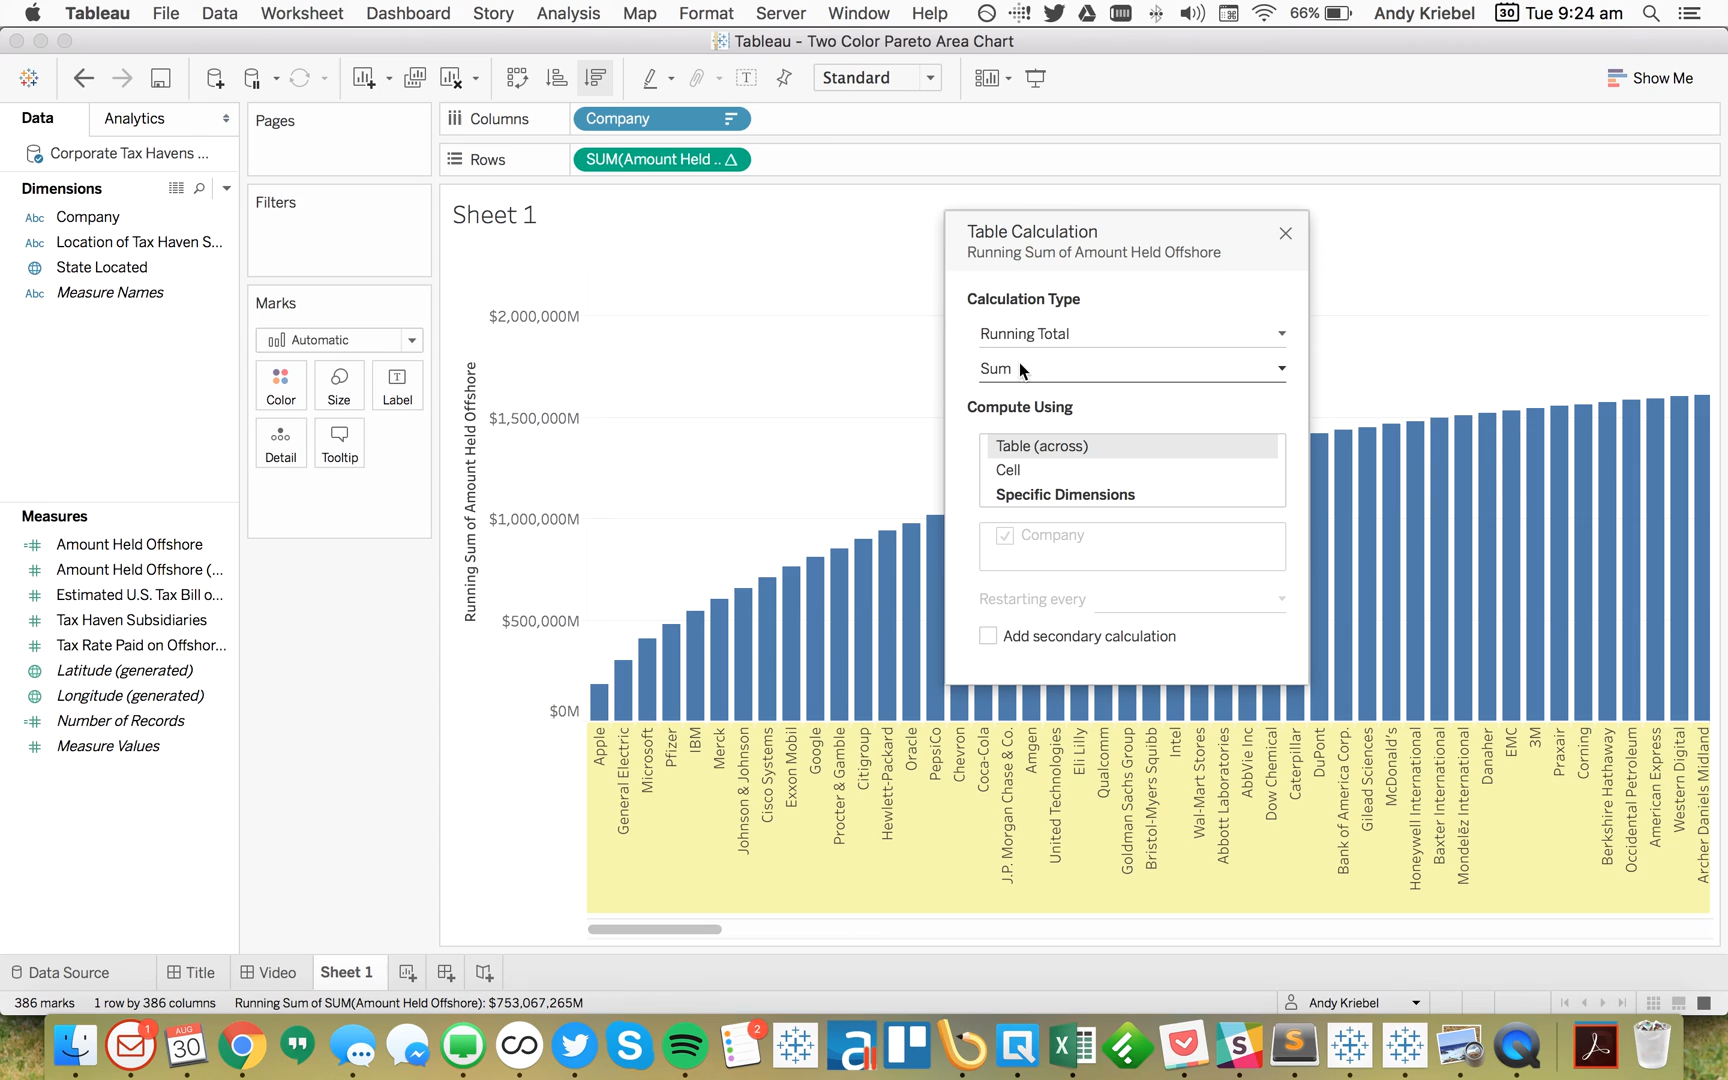 Tableau File Data Worksheet Dashboard Story Analysis Map Format Server Window Help 66% Andy Kriebel 30 Tue 9:24 am
Tableau - Two Color Pareto Area Chart
Standard Show Me
Data Analytics
Corporate Tax Havens ...
Dimensions
Abc Company
Abc Location of Tax Haven S...
State Located
Abc Measure Names
Measures
Amount Held Offshore
Amount Held Offshore (...
Estimated U.S. Tax Bill o...
Tax Haven Subsidiaries
Tax Rate Paid on Offshor...
Latitude (generated)
Longitude (generated)
Number of Records
Measure Values
Pages
Filters
Marks
Automatic
Color Size Label
Detail Tooltip
Columns Company
Rows SUM(Amount Held ..
Sheet 1
Running Sum of Amount Held Offshore
$2,000,000M
$1,500,000M
$1,000,000M
$500,000M
$0M
Table Calculation
Running Sum of Amount Held Offshore
Calculation Type
Running Total
Sum
Compute Using
Table (across)
Cell
Specific Dimensions
Company
Restarting every
Add secondary calculation
Apple
General Electric
Microsoft
Pfizer
IBM
Merck
Johnson & Johnson
Cisco Systems
Exxon Mobil
Google
Procter & Gamble
Citigroup
Hewlett-Packard
Oracle
PepsiCo
Chevron
Coca-Cola
J.P. Morgan Chase & Co.
Amgen
United Technologies
Eli Lilly
Qualcomm
Goldman Sachs Group
Bristol-Myers Squibb
Intel
Wal-Mart Stores
Abbott Laboratories
AbbVie Inc
Dow Chemical
Caterpillar
DuPont
Bank of America Corp.
Gilead Sciences
McDonald's
Honeywell International
Baxter International
Mondelēz International
Danaher
EMC
3M
Praxair
Corning
Berkshire Hathaway
Occidental Petroleum
American Express
Western Digital
Archer Daniels Midland
Data Source Title Video Sheet 1
386 marks 1 row by 386 columns Running Sum of SUM(Amount Held Offshore): $753,067,265M Andy Kriebel
1
AUG
30
2